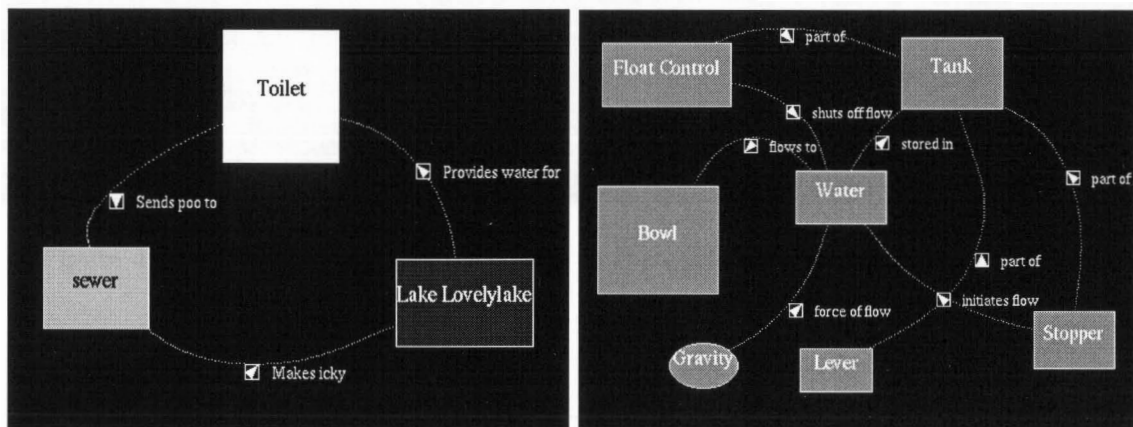 Toilet
Provides water for
Sends poo to
sewer
Lake Lovelylake
Makes icky
part of
Float Control
Tank
shuts off flow
flows to
stored in
Water
part of
Bowl
part of
initiates flow
force of flow
Stopper
Gravity
Lever